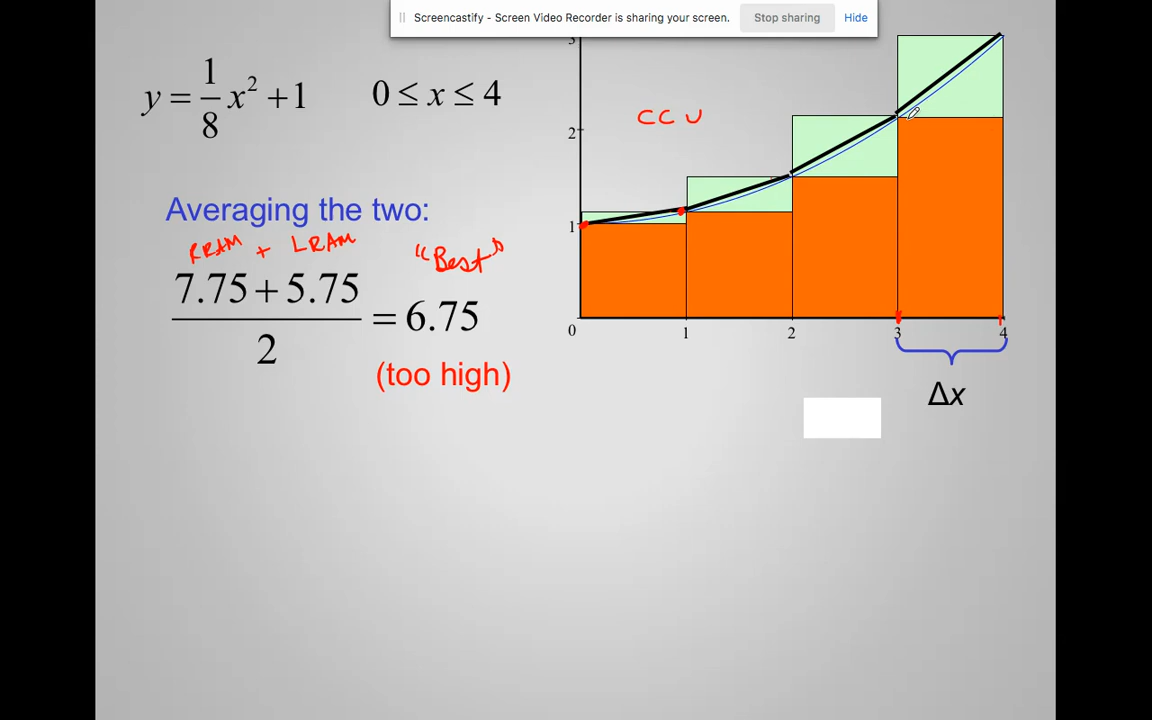 Screencastify - Screen Video Recorder is sharing your screen. Stop sharing Hide
y = 1/8 x² + 1 0 ≤ x ≤ 4
Averaging the two:
RRAM + LRAM
"Best"
(7.75 + 5.75)/2 = 6.75
(too high)
CC U
3
2
1
0 1 2 3 4
Δx